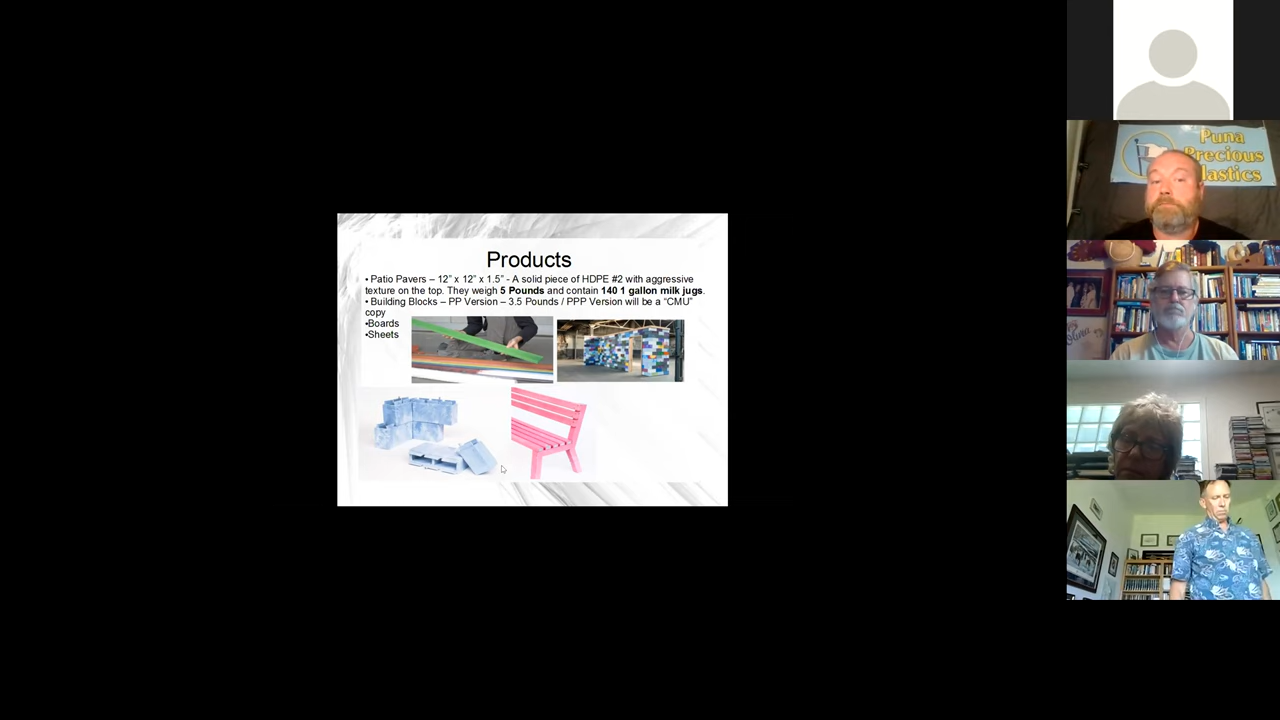 Products
• Patio Pavers – 12” x 12” x 1.5” - A solid piece of HDPE #2 with aggressive
texture on the top. They weigh 5 Pounds and contain 140 1 gallon milk jugs.
• Building Blocks – PP Version – 3.5 Pounds / PPP Version will be a “CMU”
copy
•Boards
•Sheets
Puna
Precious
Plastics